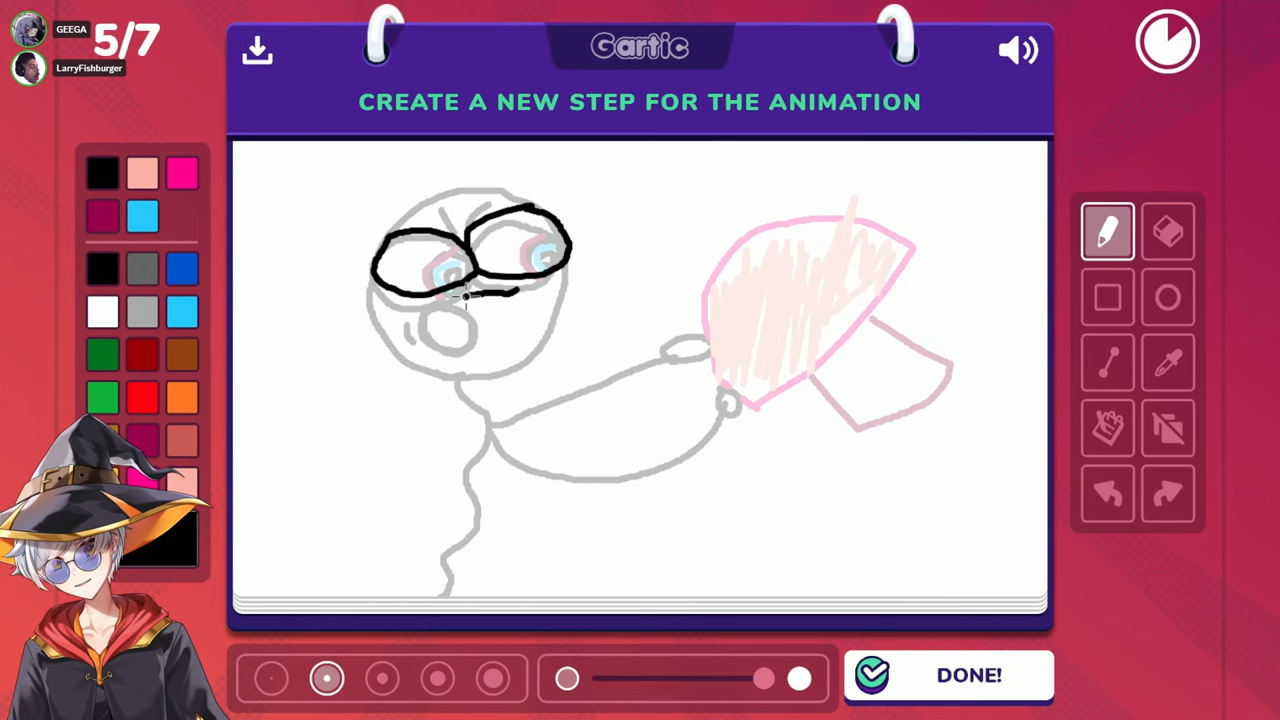 GEEGA
5/7
LarryFishburger
Gartic
CREATE A NEW STEP FOR THE ANIMATION
DONE!